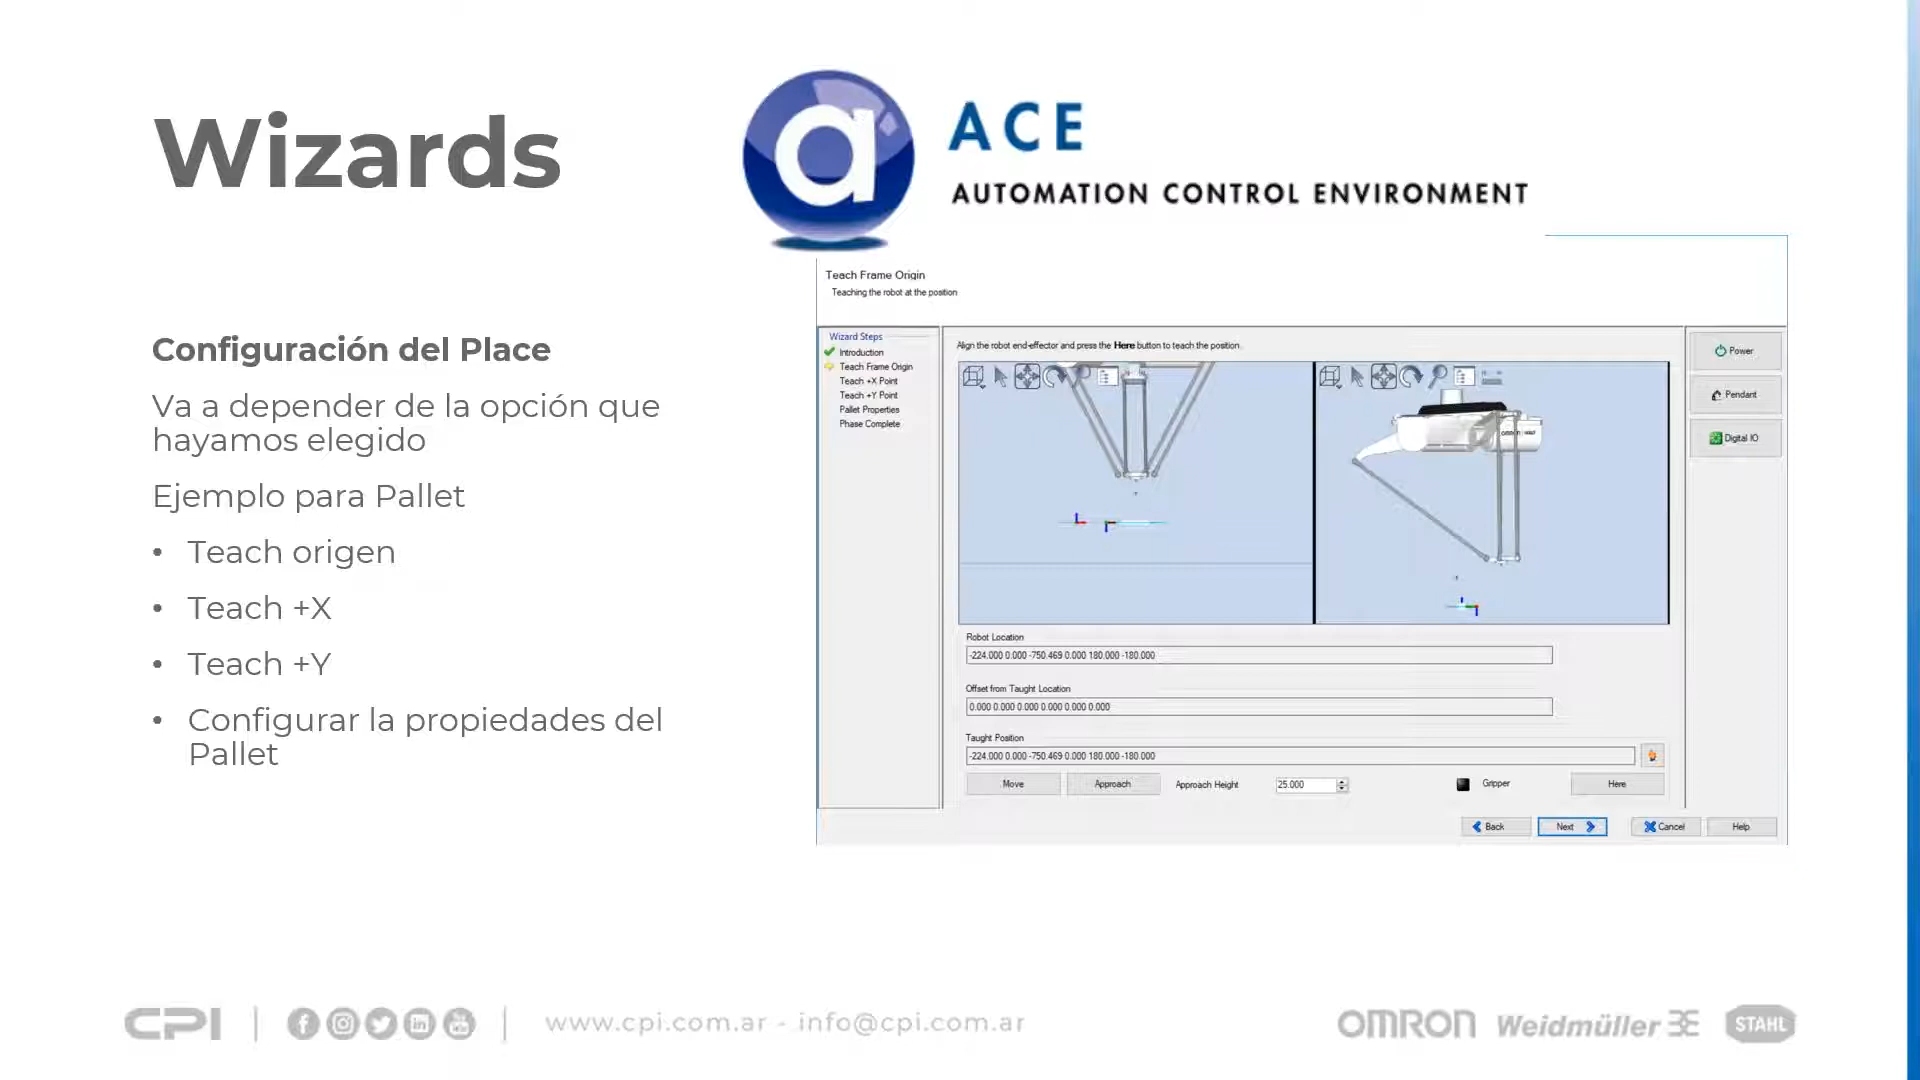 Wizards
a
ACE
AUTOMATION CONTROL ENVIRONMENT
Configuración del Place
Va a depender de la opción que
hayamos elegido
Ejemplo para Pallet
• Teach origen
• Teach +X
• Teach +Y
• Configurar la propiedades del
Pallet
Teach Frame Origin
Teaching the robot at the position
Wizard Steps
Introduction
Teach Frame Origin
Teach +X Point
Teach +Y Point
Pallet Properties
Phase Complete
Align the robot end-effector and press the Here button to teach the position.
Power
Pendant
Digital IO
Robot Location
-224.000 0.000 -750.469 0.000 180.000 -180.000
Offset from Taught Location
0.000 0.000 0.000 0.000 0.000 0.000
Taught Position
-224.000 0.000 -750.469 0.000 180.000 -180.000
Move
Approach
Approach Height
25.000
Gripper
Here
Back
Next
Cancel
Help
CPI
www.cpi.com.ar - info@cpi.com.ar
OMRON
Weidmüller
STAHL